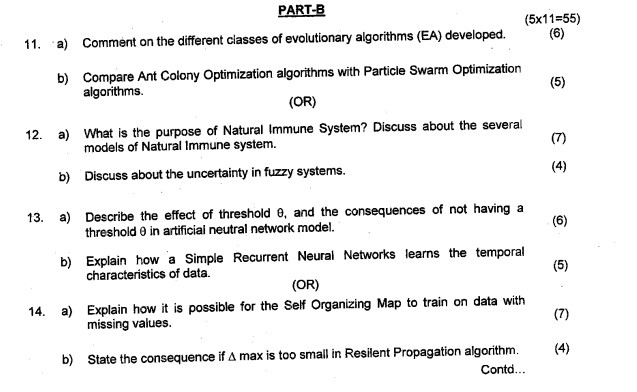 PART-B
(5x11=55)
11. a) Comment on the different classes of evolutionary algorithms (EA) developed. (6)
b) Compare Ant Colony Optimization algorithms with Particle Swarm Optimization
algorithms. (5)
(OR)
12. a) What is the purpose of Natural Immune System? Discuss about the several
models of Natural Immune system. (7)
b) Discuss about the uncertainty in fuzzy systems. (4)
13. a) Describe the effect of threshold θ, and the consequences of not having a
threshold θ in artificial neutral network model. (6)
b) Explain how a Simple Recurrent Neural Networks learns the temporal
characteristics of data. (5)
(OR)
14. a) Explain how it is possible for the Self Organizing Map to train on data with
missing values. (7)
b) State the consequence if Δ max is too small in Resilent Propagation algorithm. (4)
Contd...